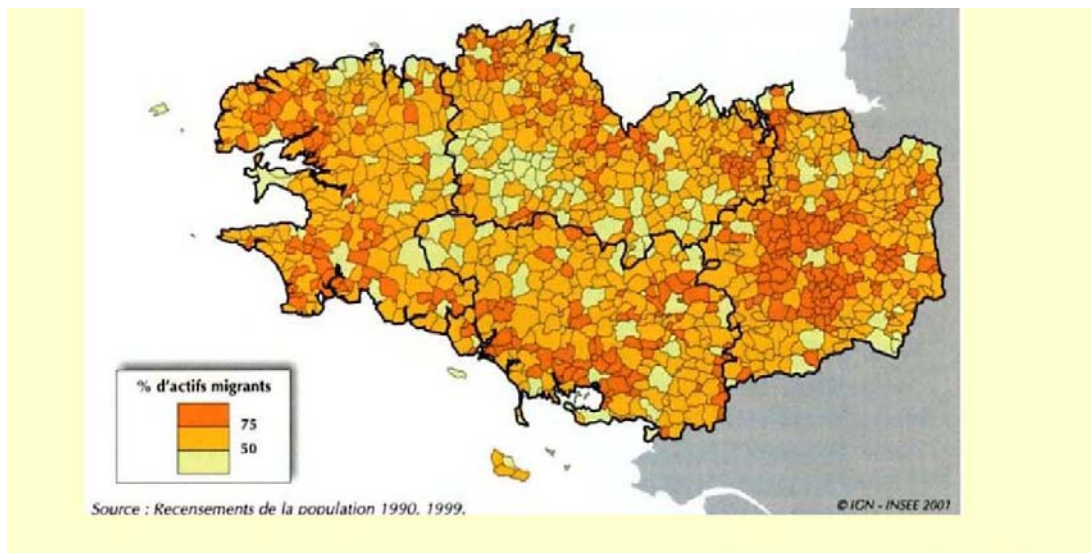 % d'actifs migrants
75
50
Source : Recensements de la population 1990, 1999.
© IGN - INSEE 2001